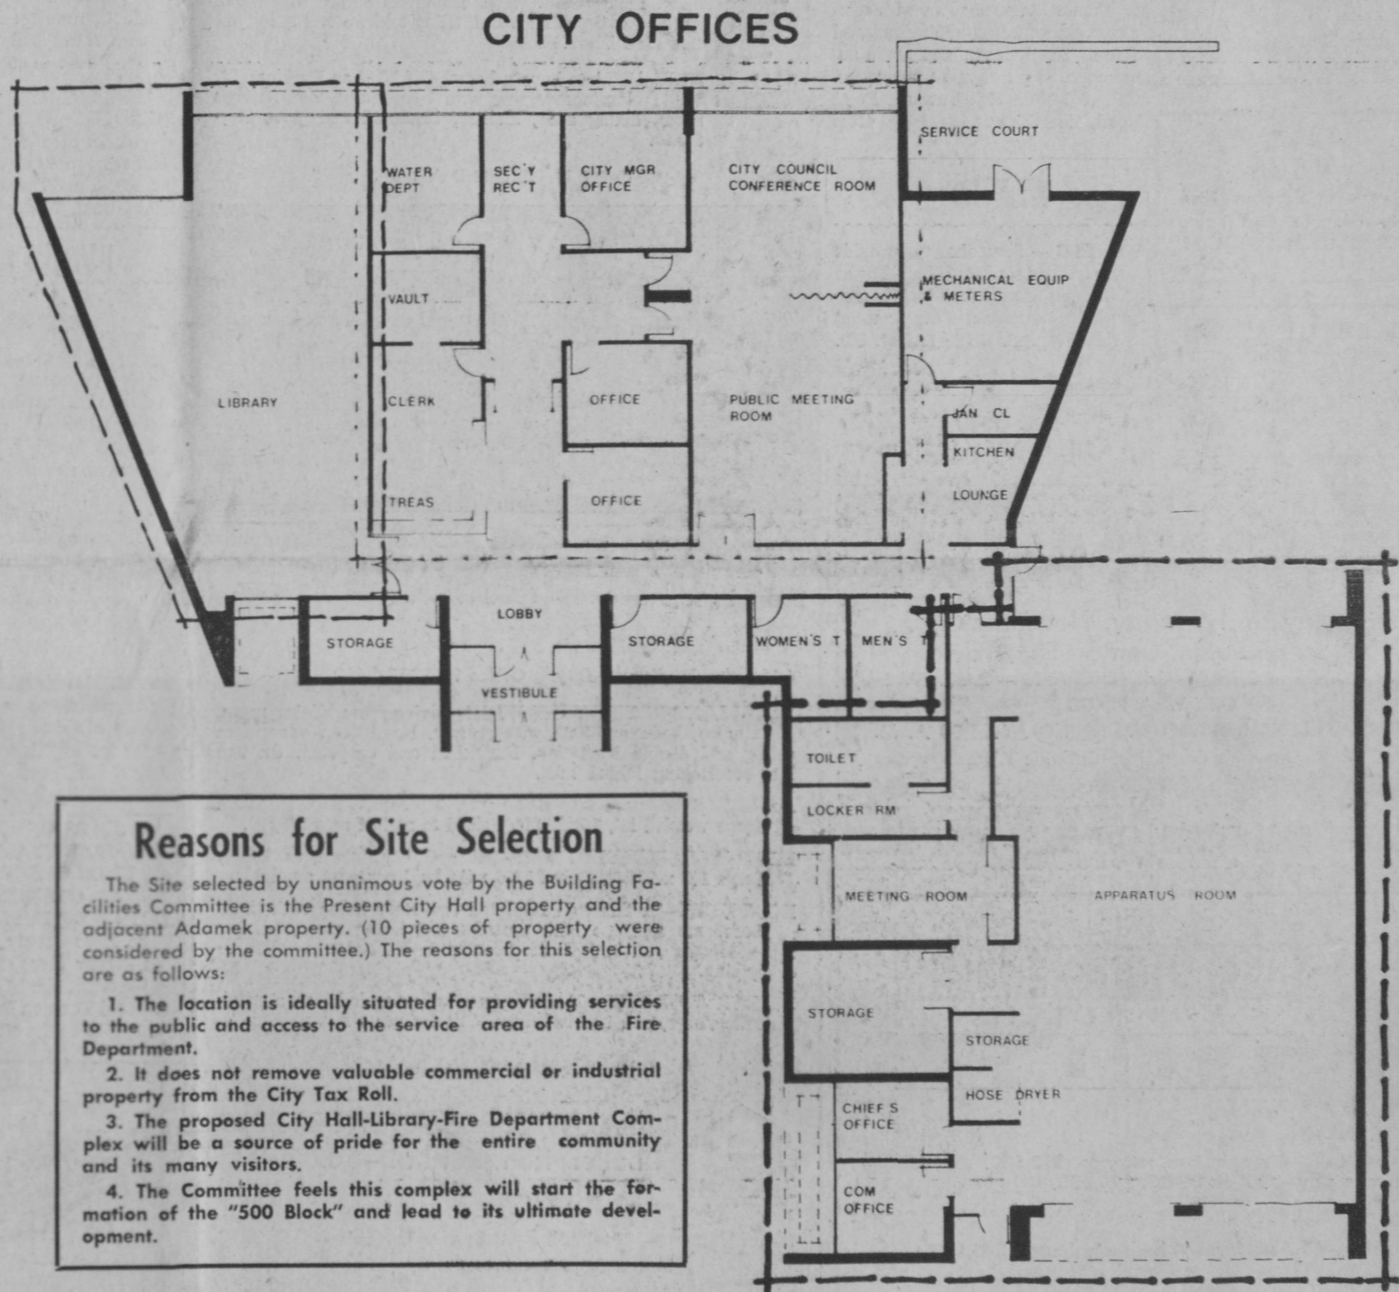 CITY OFFICES
SERVICE COURT
WATER
DEPT
SEC'Y
REC'T
CITY MGR
OFFICE
CITY COUNCIL
CONFERENCE ROOM
VAULT
MECHANICAL EQUIP
& METERS
LIBRARY
CLERK
OFFICE
PUBLIC MEETING
ROOM
JAN CL
KITCHEN
TREAS
OFFICE
LOUNGE
LOBBY
STORAGE
STORAGE
WOMEN'S T
MEN'S T
VESTIBULE
TOILET
LOCKER RM
MEETING ROOM
APPARATUS ROOM
STORAGE
STORAGE
HOSE DRYER
CHIEF'S
OFFICE
COM
OFFICE
Reasons for Site Selection
The Site selected by unanimous vote by the Building Fa-
cilities Committee is the Present City Hall property and the
adjacent Adamek property. (10 pieces of property were
considered by the committee.) The reasons for this selection
are as follows:
1. The location is ideally situated for providing services
to the public and access to the service area of the Fire
Department.
2. It does not remove valuable commercial or industrial
property from the City Tax Roll.
3. The proposed City Hall-Library-Fire Department Com-
plex will be a source of pride for the entire community
and its many visitors.
4. The Committee feels this complex will start the for-
mation of the "500 Block" and lead to its ultimate devel-
opment.